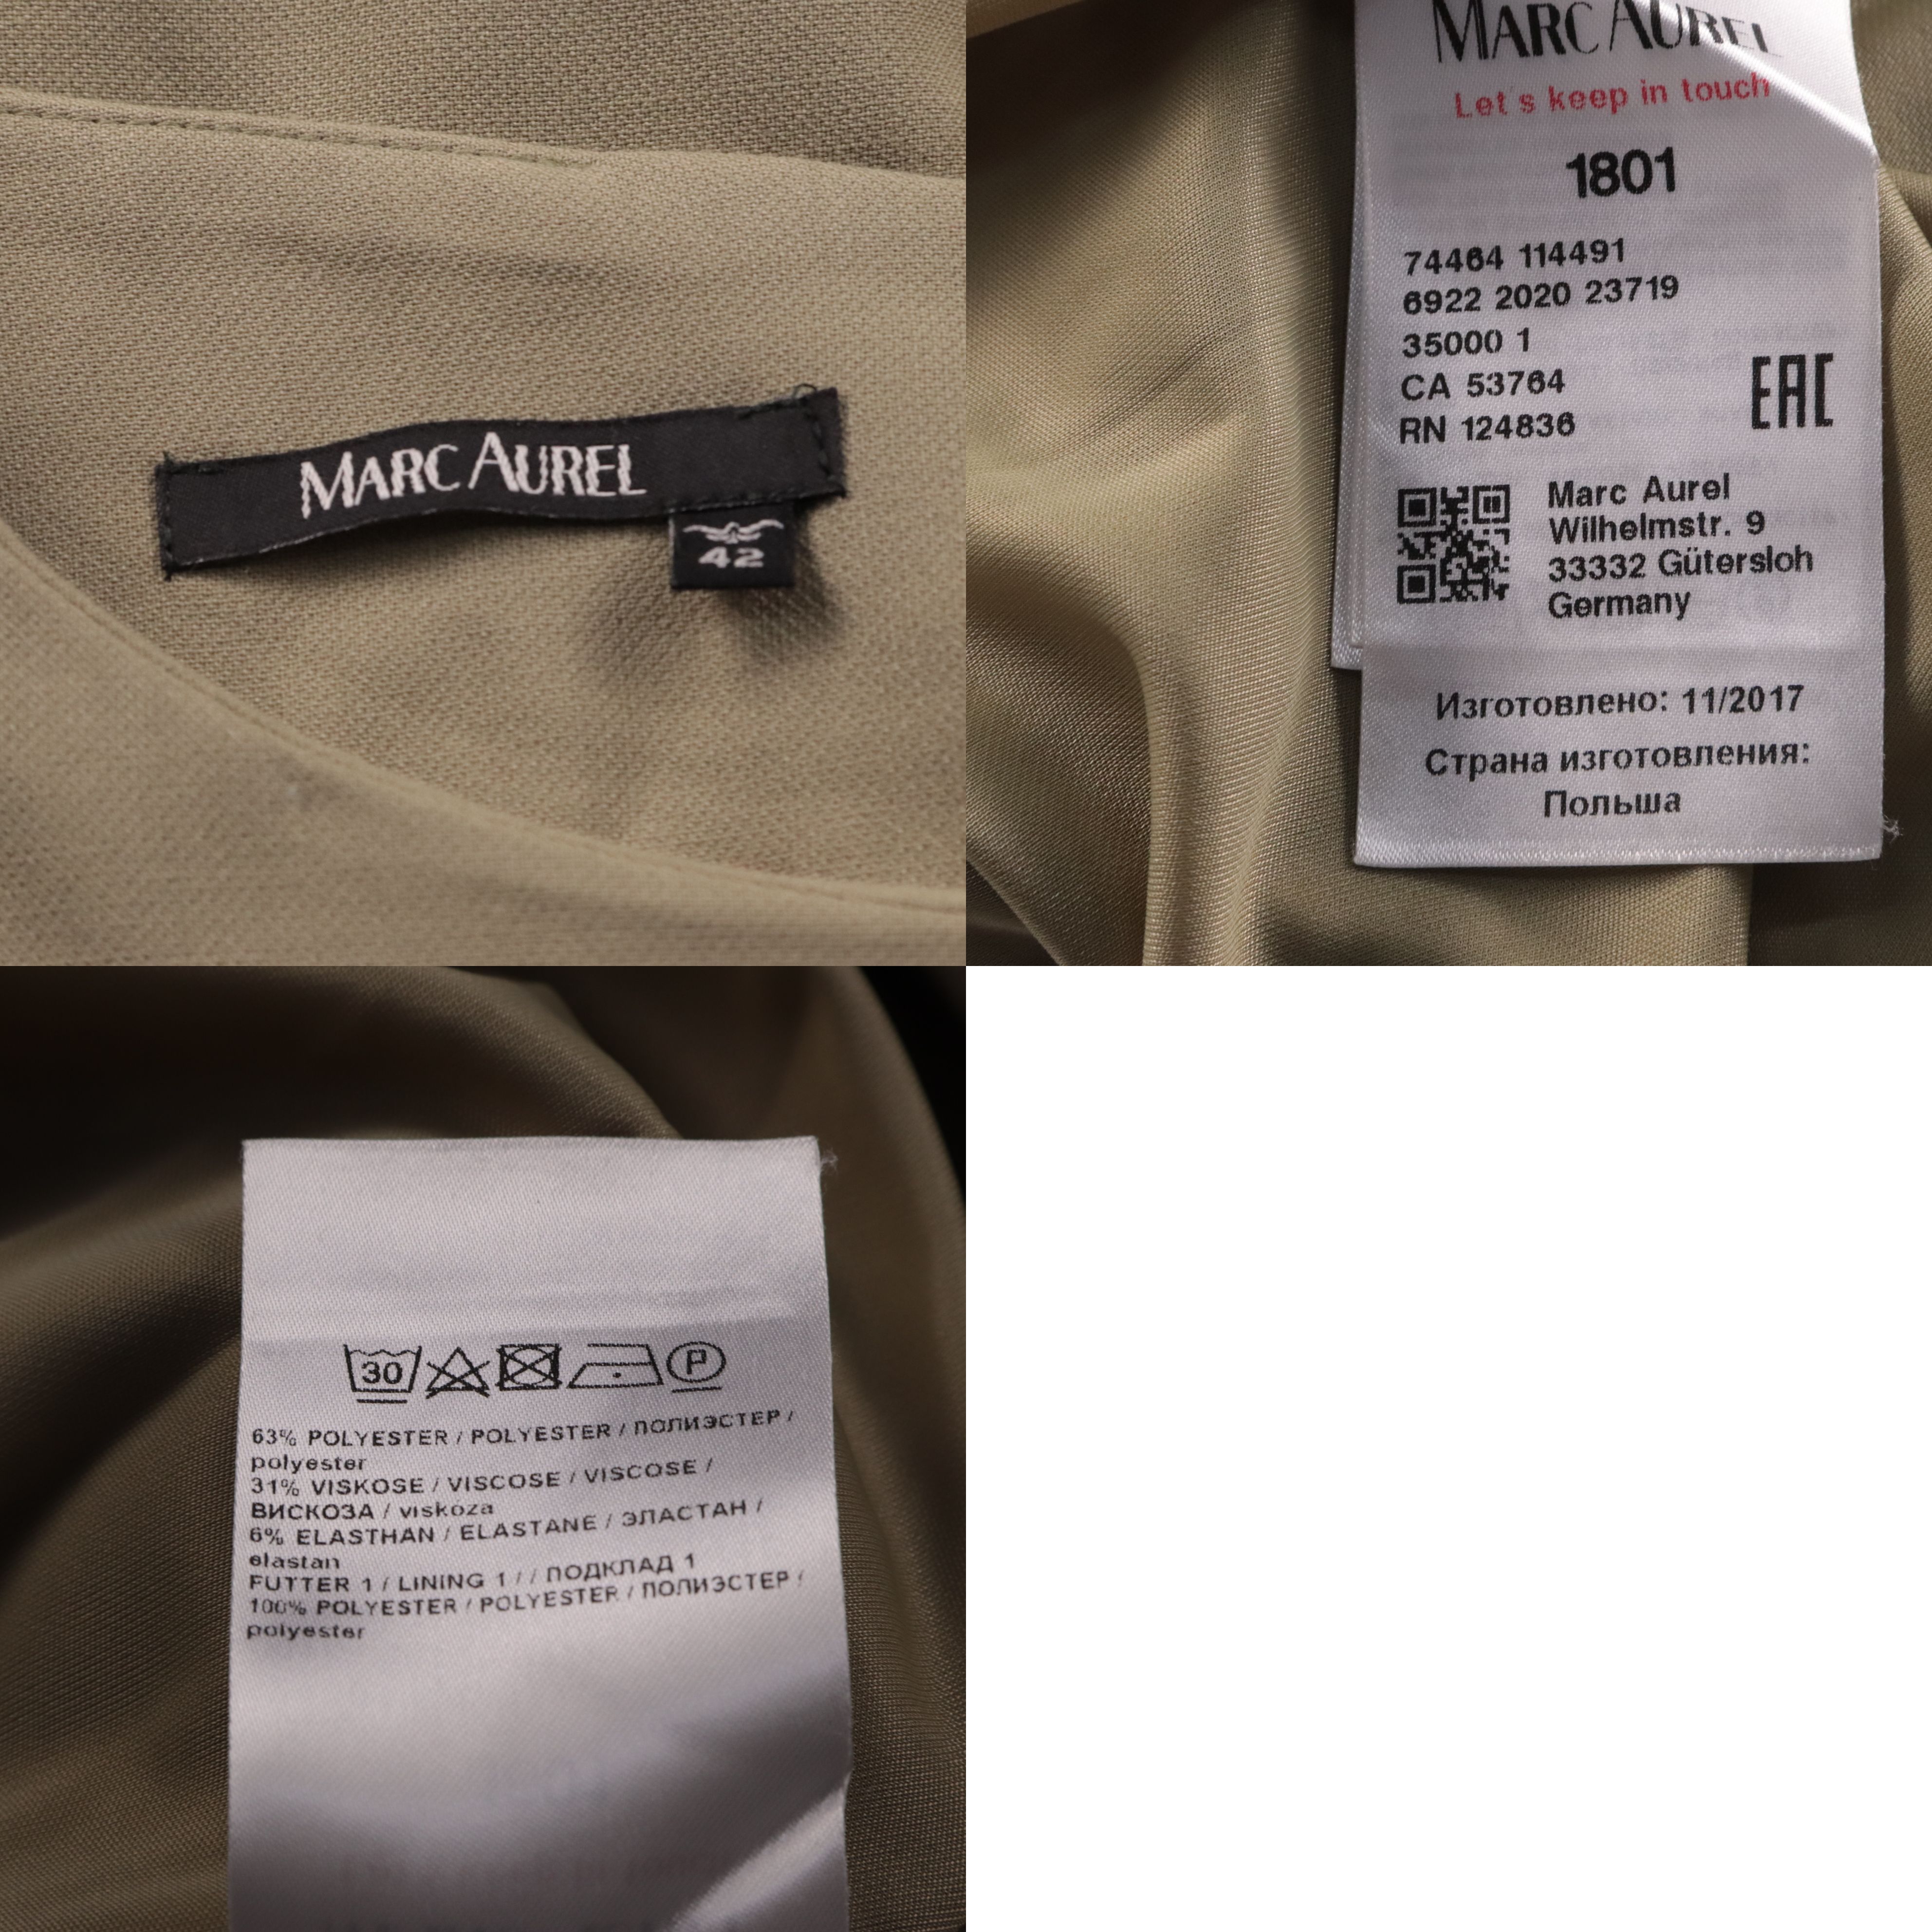 MARC AUREL
42
MARC AUREL
Let s keep in touch
1801
74464 114491
6922 2020 23719
35000 1
CA 53764
RN 124836
EAC
Marc Aurel
Wilhelmstr. 9
33332 Gütersloh
Germany
Изготовлено: 11/2017
Страна изготовления:
Польша
30 P
63% POLYESTER / POLYESTER / ПОЛИЭСТЕР /
polyester
31% VISKOSE / VISCOSE / VISCOSE /
ВИСКОЗА / viskoza
6% ELASTHAN / ELASTANE / ЭЛАСТАН /
elastan
FUTTER 1 / LINING 1 / / ПОДКЛАД 1
100% POLYESTER / POLYESTER / ПОЛИЭСТЕР /
polyester